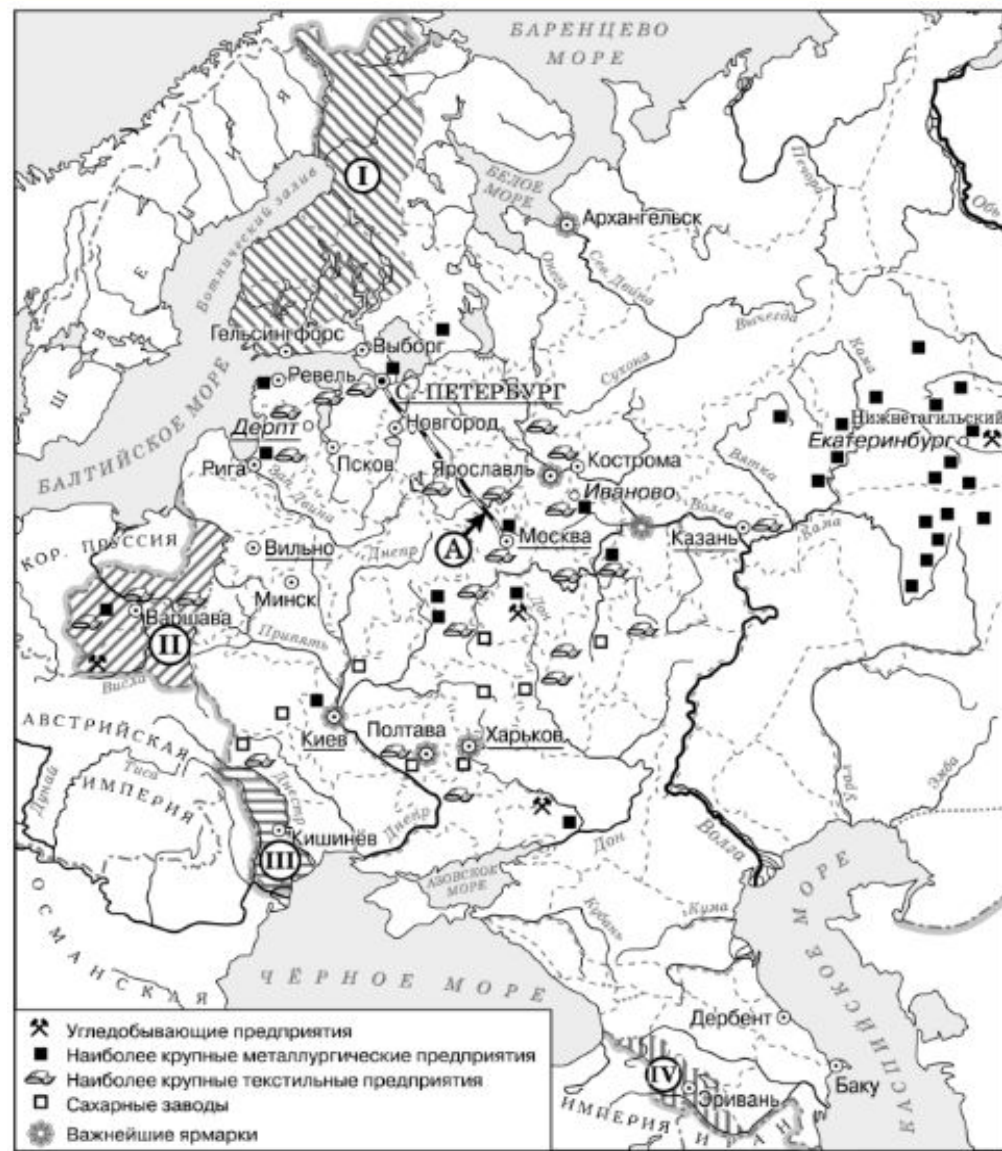 БАРЕНЦЕВО
МОРЕ
БЕЛОЕ
МОРЕ
Печора
Обь
I
Ботнический залив
Архангельск
Онега
Сев. Двина
Вычегда
Кама
ШВЕЦИЯ
Гельсингфорс
Выборг
Сухона
БАЛТИЙСКОЕ МОРЕ
Ревель
С.-ПЕТЕРБУРГ
Нижнетагильский
Дерпт
Новгород
Екатеринбург
Рига
Псков
Ярославль
Кострома
Вятка
Зап. Двина
Иваново
Волга
КОР. ПРУССИЯ
Вильно
Днепр
А
Москва
Казань
Кама
Минск
Дон
Варшава
II
Припять
Висла
АВСТРИЙСКАЯ
ИМПЕРИЯ
Киев
Полтава
Харьков
Дунай
Тиса
Днестр
Днепр
Урал
Эмба
Кишинёв
III
Дон
Волга
АЗОВСКОЕ
МОРЕ
Кубань
Кума
ОСМАНСКАЯ
ЧЁРНОЕ МОРЕ
КАСПИЙСКОЕ МОРЕ
Дербент
IV
Эривань
Баку
ИМПЕРИЯ
ИРАН
Угледобывающие предприятия
Наиболее крупные металлургические предприятия
Наиболее крупные текстильные предприятия
Сахарные заводы
Важнейшие ярмарки